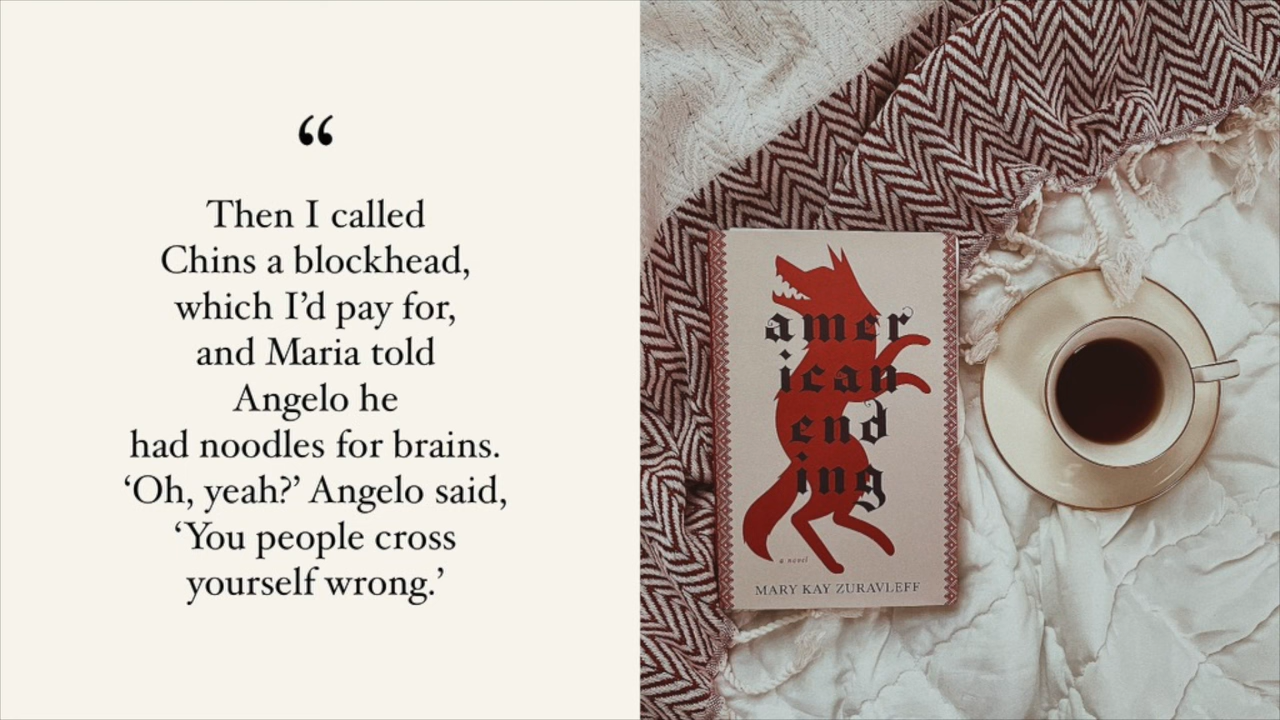 “
Then I called
Chins a blockhead,
which I’d pay for,
and Maria told
Angelo he
had noodles for brains.
‘Oh, yeah?’ Angelo said,
‘You people cross
yourself wrong.’
amer
ican
end
ing
a novel
MARY KAY ZURAVLEFF